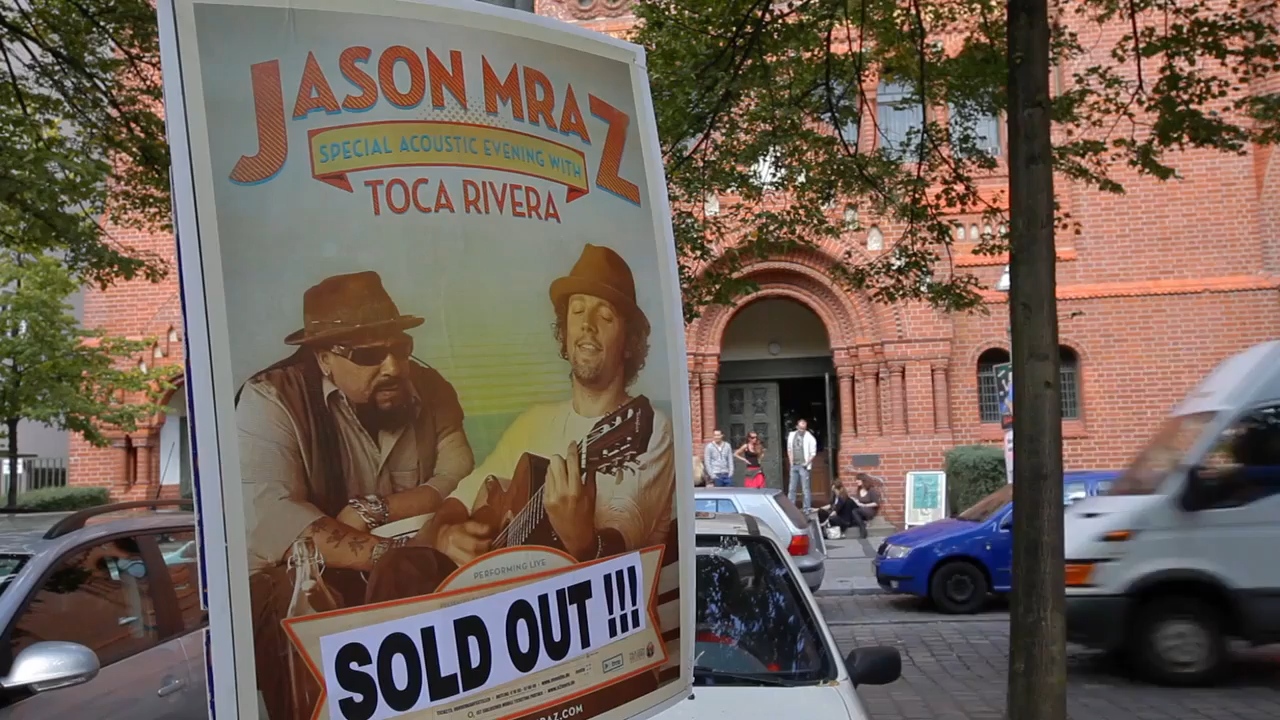 JASON MRAZ
SPECIAL ACOUSTIC EVENING WITH
TOCA RIVERA
PERFORMING LIVE
SOLD OUT !!!